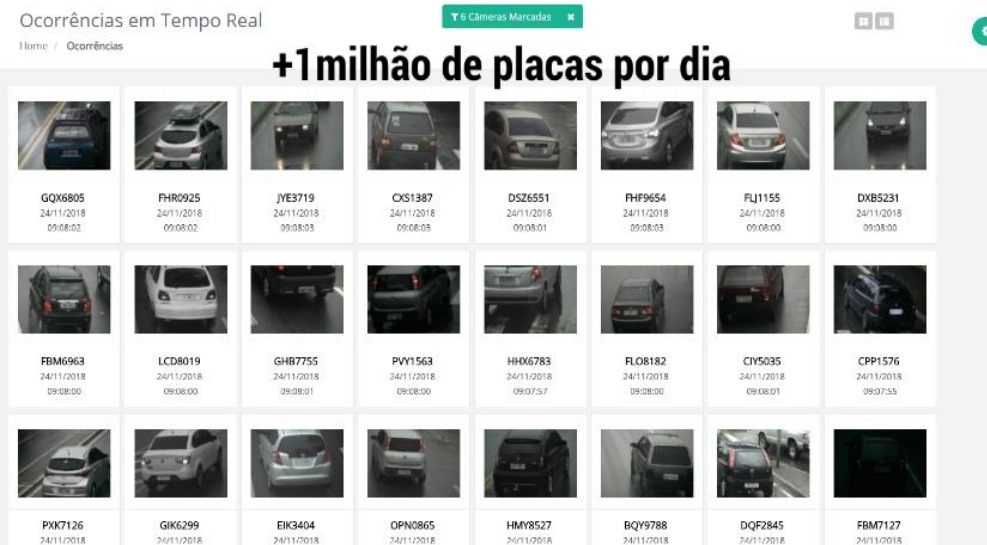 Ocorrências em Tempo Real
6 Câmeras Marcadas ×
Home / Ocorrências
+1milhão de placas por dia
GQX6805 FHR0925 JYE3719 CXS1387 DSZ6551 FHF9654 FLJ1155 DXB5231
24/11/2018 24/11/2018 24/11/2018 24/11/2018 24/11/2018 24/11/2018 24/11/2018 24/11/2018
09:08:02 09:08:02 09:08:03 09:08:03 09:08:01 09:08:03 09:08:00 09:08:00
FBM6963 LCD8019 GHB7755 PVY1563 HHX6783 FLO8182 CIY5035 CPP1576
24/11/2018 24/11/2018 24/11/2018 24/11/2018 24/11/2018 24/11/2018 24/11/2018 24/11/2018
09:08:00 09:08:00 09:08:01 09:08:00 09:07:57 09:08:00 09:08:01 09:07:55
PXK7126 GIK6299 EIK3404 OPN0865 HMY8527 BQY9788 DQF2845 FBM7127
24/11/2018 24/11/2018 24/11/2018 24/11/2018 24/11/2018 24/11/2018 24/11/2018 24/11/2018